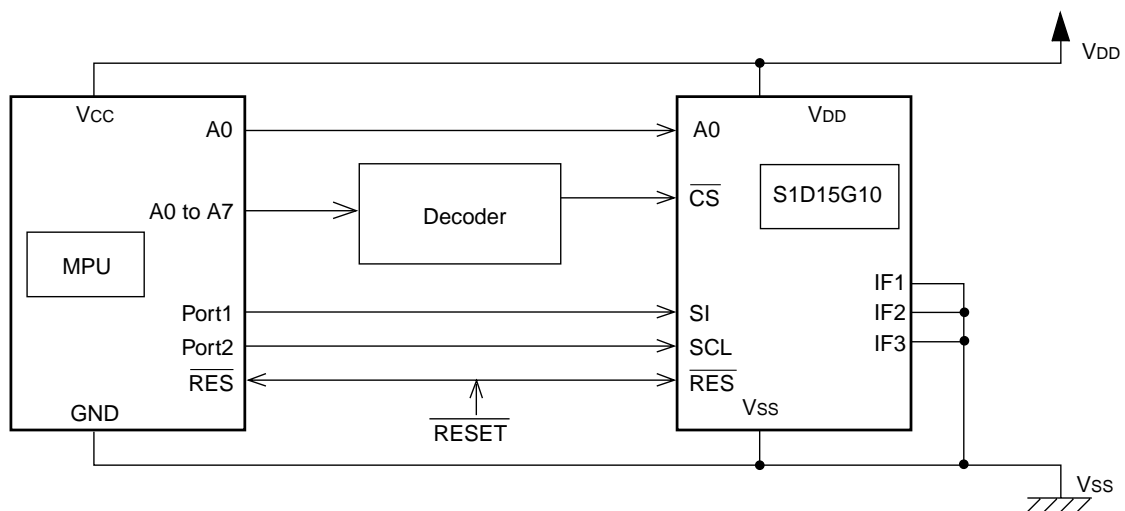 VDD
VCC
VDD
A0
A0
S1D15G10
CS
A0 to A7
Decoder
MPU
IF1
Port1
SI
IF2
Port2
SCL
IF3
RES
RES
GND
VSS
RESET
VSS